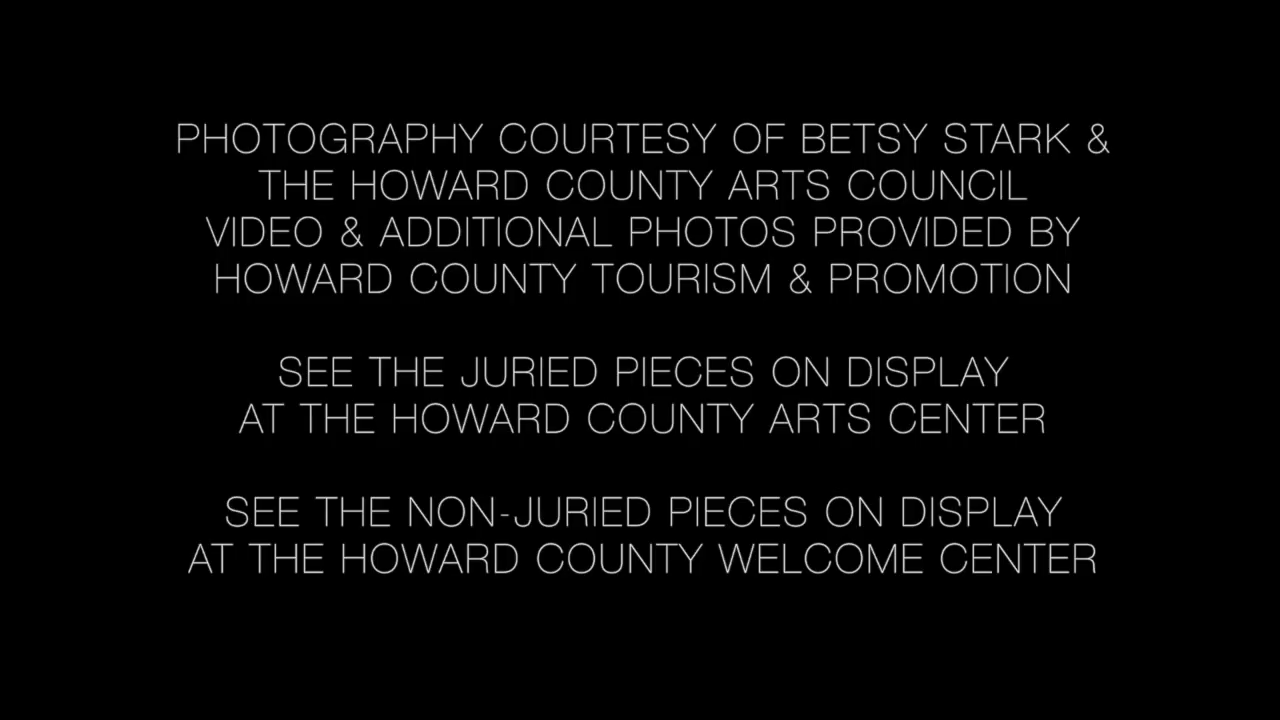 PHOTOGRAPHY COURTESY OF BETSY STARK &
THE HOWARD COUNTY ARTS COUNCIL
VIDEO & ADDITIONAL PHOTOS PROVIDED BY
HOWARD COUNTY TOURISM & PROMOTION
SEE THE JURIED PIECES ON DISPLAY
AT THE HOWARD COUNTY ARTS CENTER
SEE THE NON-JURIED PIECES ON DISPLAY
AT THE HOWARD COUNTY WELCOME CENTER